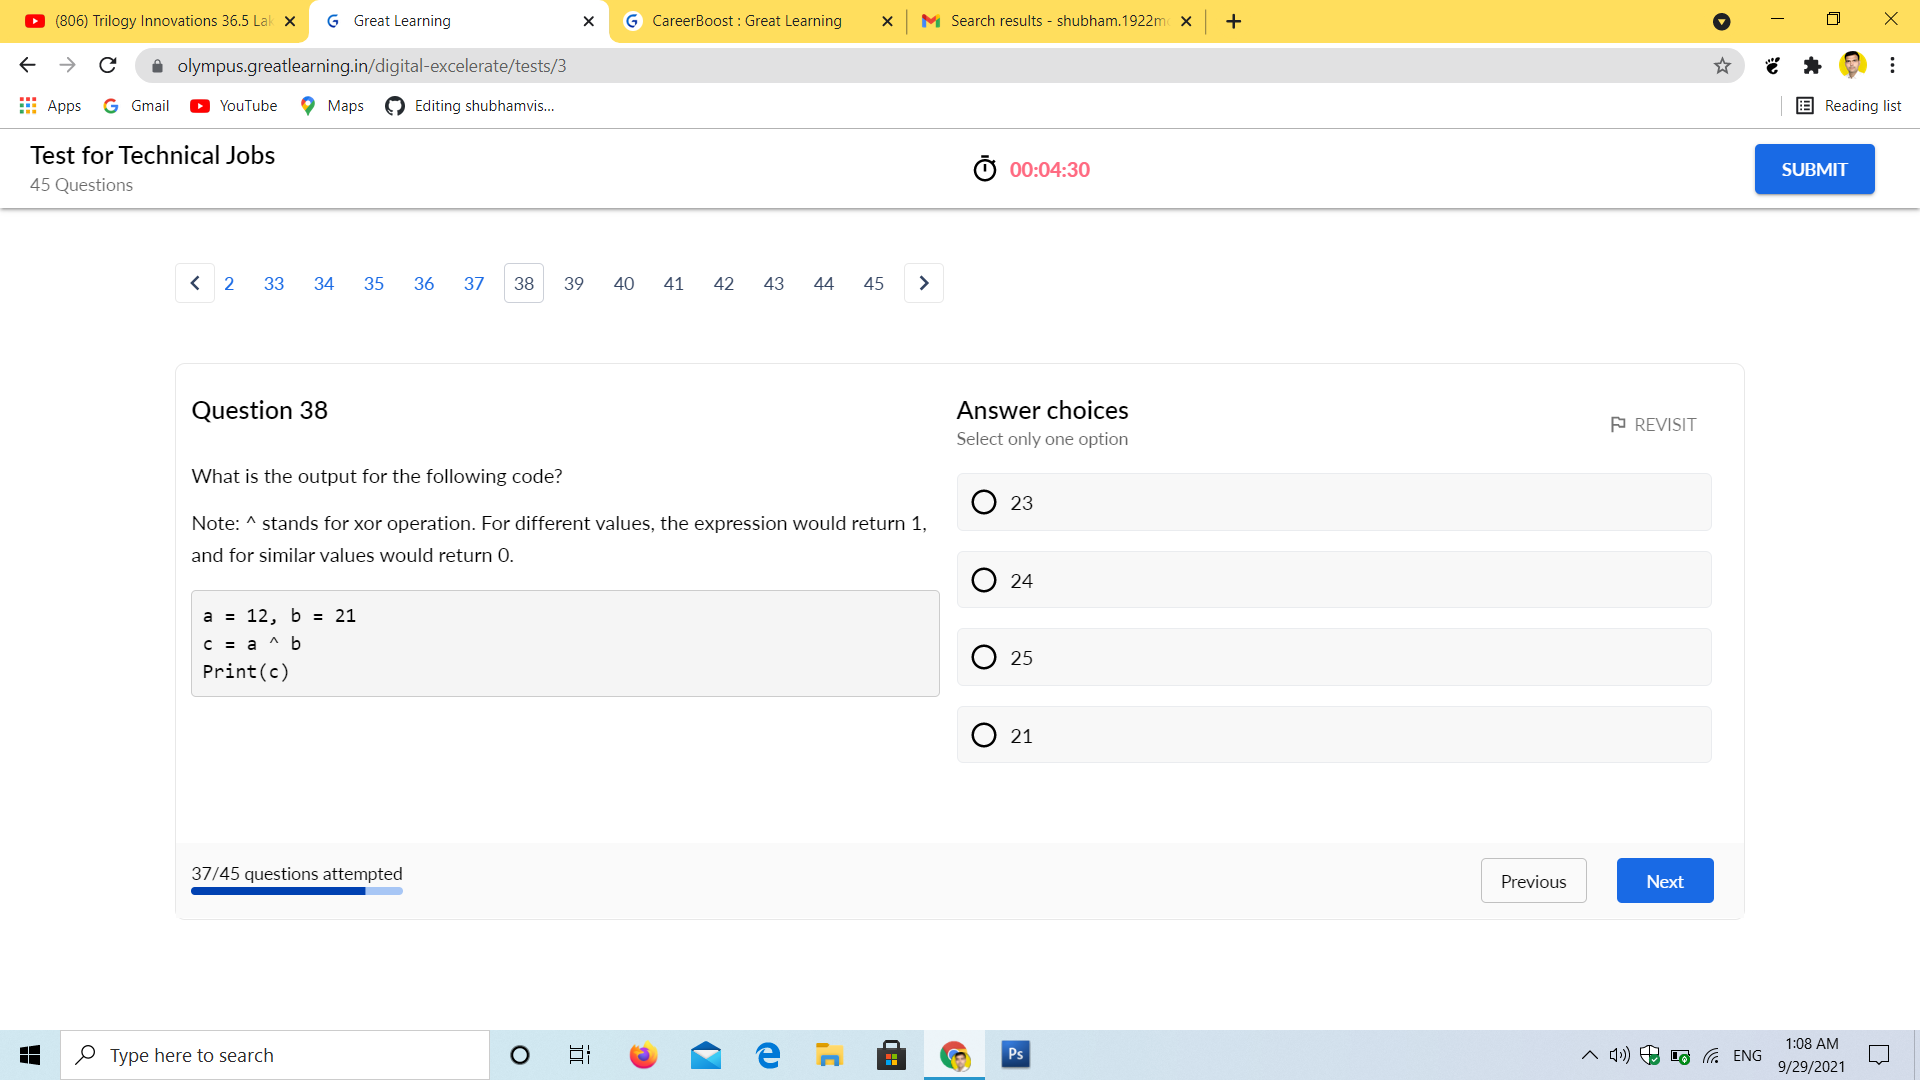 (806) Trilogy Innovations 36.5 Lak
Great Learning
CareerBoost : Great Learning
Search results - shubham.1922m
olympus.greatlearning.in/digital-excelerate/tests/3
Apps
Gmail
YouTube
Maps
Editing shubhamvis...
Reading list
Test for Technical Jobs
45 Questions
00:04:30
SUBMIT
2 33 34 35 36 37 38 39 40 41 42 43 44 45
Question 38
What is the output for the following code?
Note: ^ stands for xor operation. For different values, the expression would return 1,
and for similar values would return 0.
a = 12, b = 21
c = a ^ b
Print(c)
Answer choices
Select only one option
REVISIT
23
24
25
21
37/45 questions attempted
Previous
Next
Type here to search
Ps
ENG
1:08 AM
9/29/2021